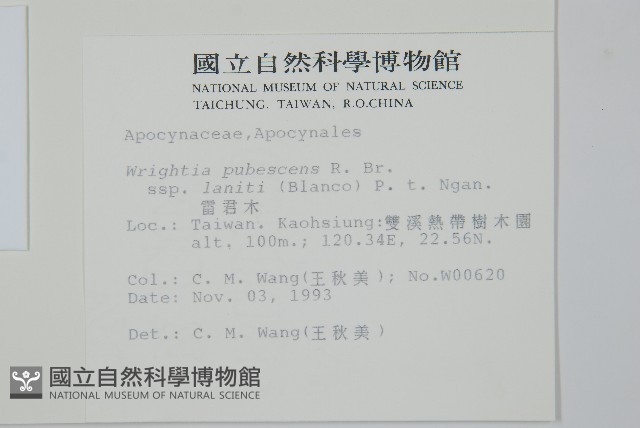 國立自然科學博物館
NATIONAL MUSEUM OF NATURAL SCIENCE
TAICHUNG, TAIWAN, R.O.CHINA
Apocynaceae,Apocynales
Wrightia pubescens R. Br.
ssp. laniti (Blanco) P. t. Ngan.
雷君木
Loc.: Taiwan. Kaohsiung:雙溪熱帶樹木園
alt. 100m.; 120.34E, 22.56N.
Col.: C. M. Wang(王秋美); No.W00620
Date: Nov. 03, 1993
Det.: C. M. Wang(王秋美)
國立自然科學博物館
NATIONAL MUSEUM OF NATURAL SCIENCE